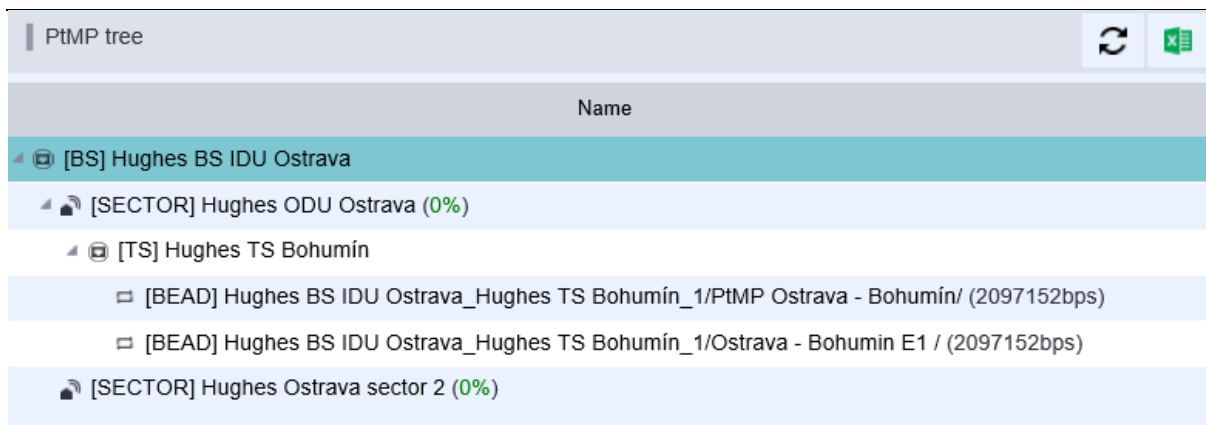 PtMP tree
Name
[BS] Hughes BS IDU Ostrava
[SECTOR] Hughes ODU Ostrava (0%)
[TS] Hughes TS Bohumín
[BEAD] Hughes BS IDU Ostrava_Hughes TS Bohumín_1/PtMP Ostrava - Bohumín/ (2097152bps)
[BEAD] Hughes BS IDU Ostrava_Hughes TS Bohumín_1/Ostrava - Bohumin E1 / (2097152bps)
[SECTOR] Hughes Ostrava sector 2 (0%)